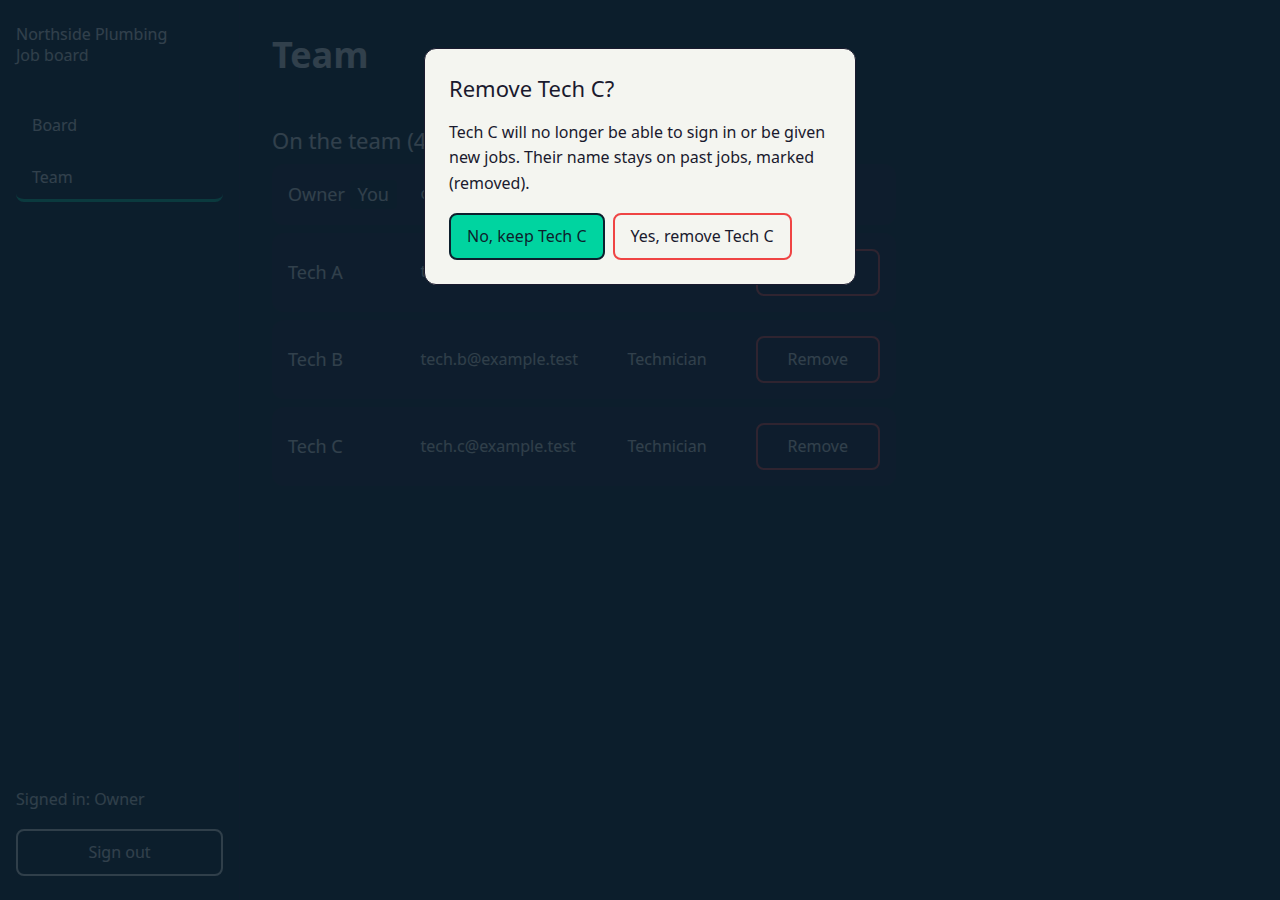 Northside Plumbing
Job board
Board
Team
Signed in: Owner
Sign out
Team
On the team (4
Owner You
Tech A
Tech B tech.b@example.test Technician Remove
Tech C tech.c@example.test Technician Remove
Remove Tech C?
Tech C will no longer be able to sign in or be given
new jobs. Their name stays on past jobs, marked
(removed).
No, keep Tech C
Yes, remove Tech C